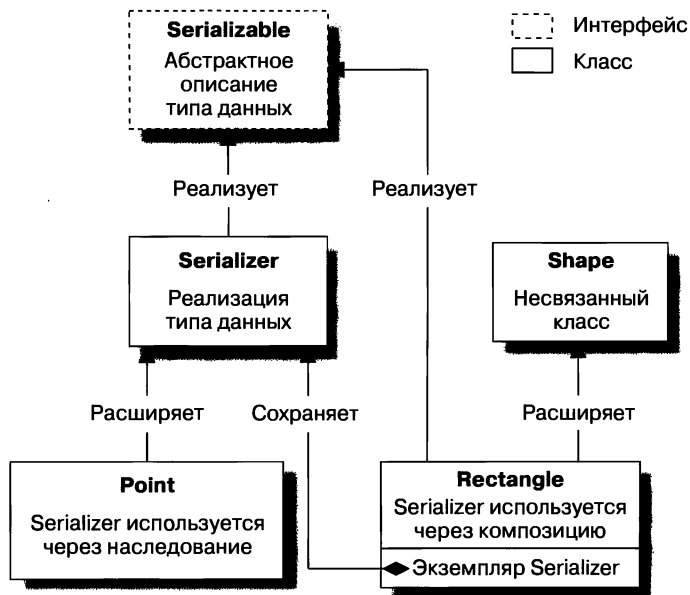 Serializable
Абстрактное
описание
типа данных
Интерфейс
Класс
Реализует
Реализует
Serializer
Реализация
типа данных
Shape
Несвязанный
класс
Расширяет
Сохраняет
Расширяет
Point
Serializer используется
через наследование
Rectangle
Serializer используется
через композицию
Экземпляр Serializer